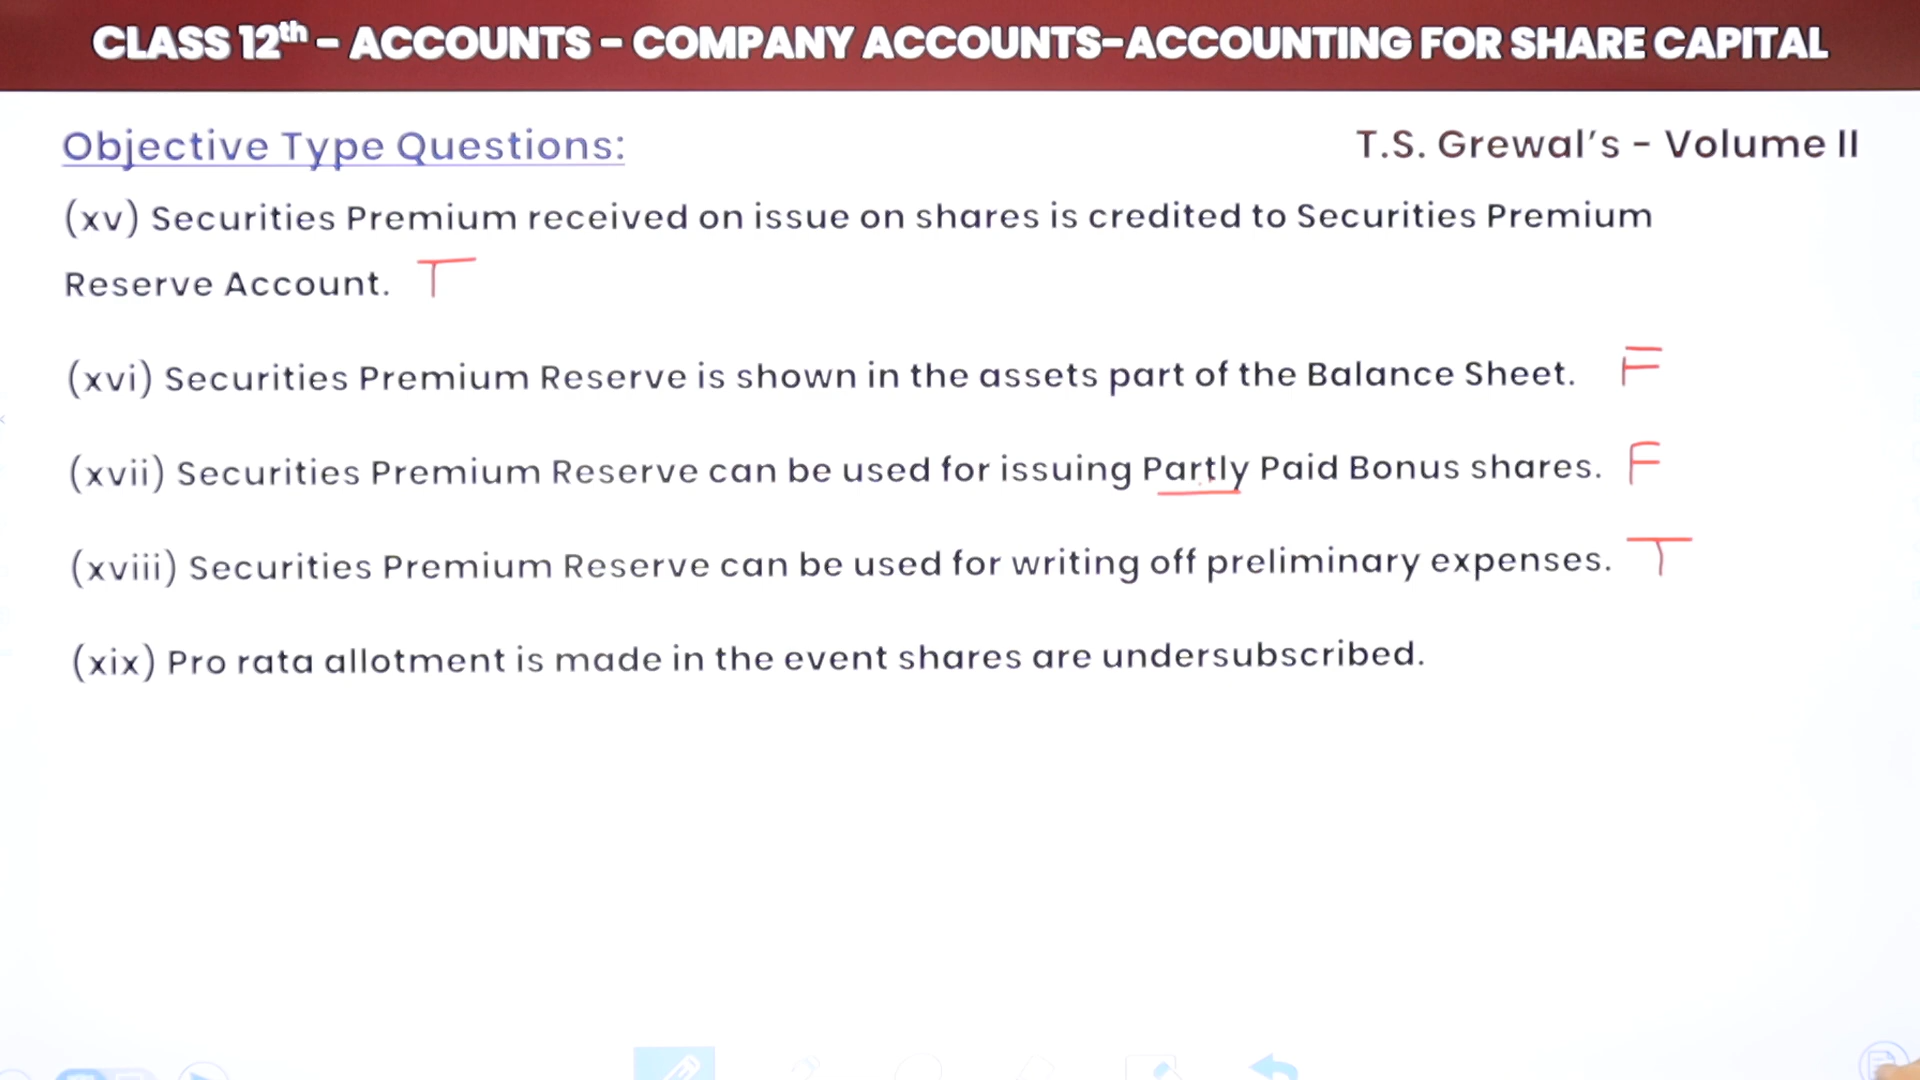 CLASS 12th - ACCOUNTS - COMPANY ACCOUNTS-ACCOUNTING FOR SHARE CAPITAL
Objective Type Questions:
T.S. Grewal's - Volume II
(xv) Securities Premium received on issue on shares is credited to Securities Premium
Reserve Account. T
(xvi) Securities Premium Reserve is shown in the assets part of the Balance Sheet. F
(xvii) Securities Premium Reserve can be used for issuing Partly Paid Bonus shares. F
(xviii) Securities Premium Reserve can be used for writing off preliminary expenses. T
(xix) Pro rata allotment is made in the event shares are undersubscribed.